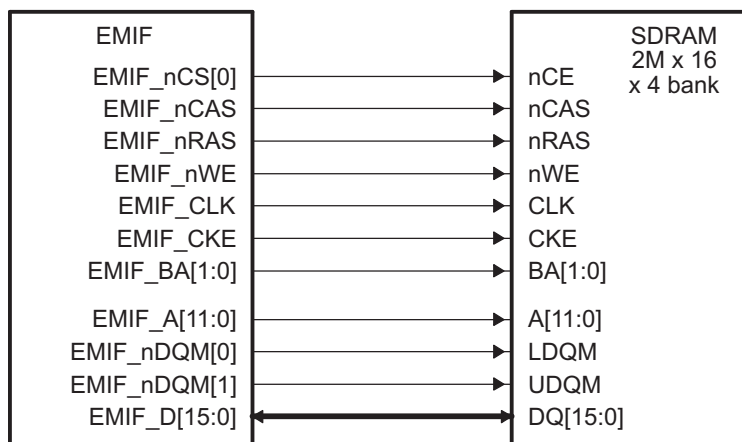 EMIF
EMIF_nCS[0]
EMIF_nCAS
EMIF_nRAS
EMIF_nWE
EMIF_CLK
EMIF_CKE
EMIF_BA[1:0]
EMIF_A[11:0]
EMIF_nDQM[0]
EMIF_nDQM[1]
EMIF_D[15:0]
SDRAM
2M x 16
x 4 bank
nCE
nCAS
nRAS
nWE
CLK
CKE
BA[1:0]
A[11:0]
LDQM
UDQM
DQ[15:0]